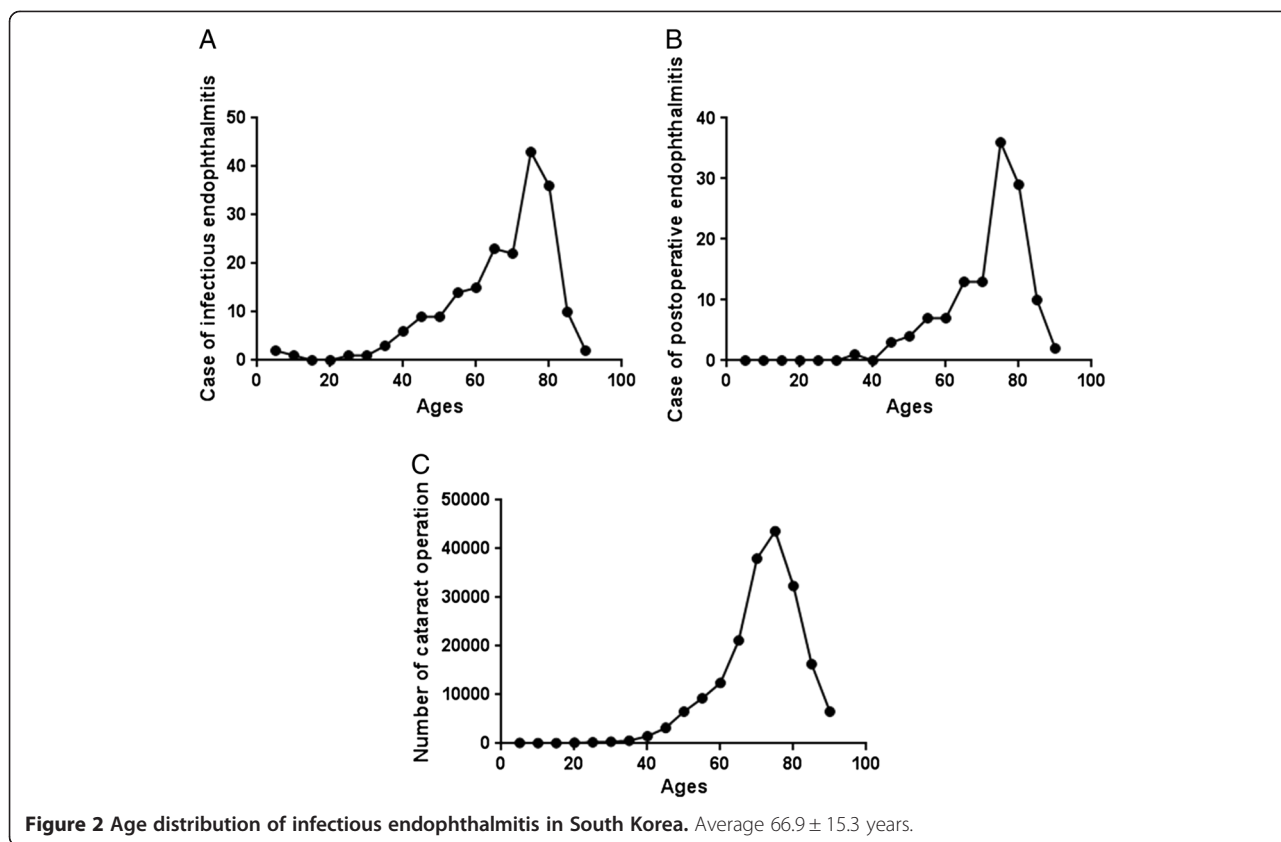 A
Case of infectious endophthalmitis
50
40
30
20
10
0
0 20 40 60 80 100
Ages
B
Case of postoperative endophthalmitis
40
30
20
10
0
0 20 40 60 80 100
Ages
C
Number of cataract operation
50000
40000
30000
20000
10000
0
0 20 40 60 80 100
Ages
Figure 2 Age distribution of infectious endophthalmitis in South Korea. Average 66.9 ± 15.3 years.